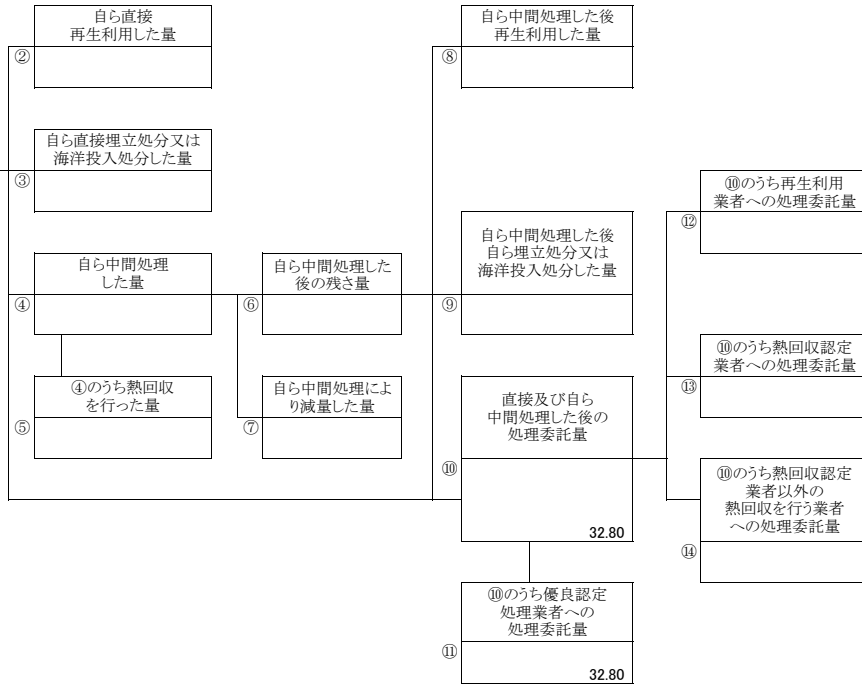 自ら直接
再生利用した量
②
自ら直接埋立処分又は
海洋投入処分した量
③
自ら中間処理
した量
④
④のうち熱回収
を行った量
⑤
自ら中間処理した
後の残さ量
⑥
自ら中間処理によ
り減量した量
⑦
自ら中間処理した後
再生利用した量
⑧
自ら中間処理した後
自ら埋立処分又は
海洋投入処分した量
⑨
直接及び自ら
中間処理した後の
処理委託量
⑩
32.80
⑩のうち優良認定
処理業者への
処理委託量
⑪
32.80
⑩のうち再生利用
業者への処理委託量
⑫
⑩のうち熱回収認定
業者への処理委託量
⑬
⑩のうち熱回収認定
業者以外の
熱回収を行う業者
への処理委託量
⑭